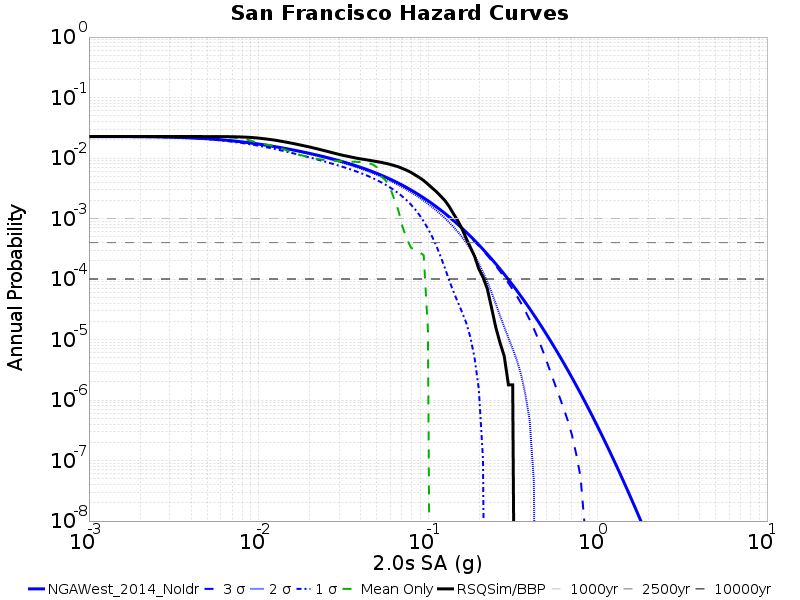 San Francisco Hazard Curves
10^0
10^-1
10^-2
10^-3
10^-4
10^-5
10^-6
10^-7
10^-8
Annual Probability
10^-3 10^-2 10^-1 10^0 10^1
2.0s SA (g)
NGAWest_2014_NoIdr 3 σ 2 σ 1 σ Mean Only RSQSim/BBP 1000yr 2500yr 10000yr